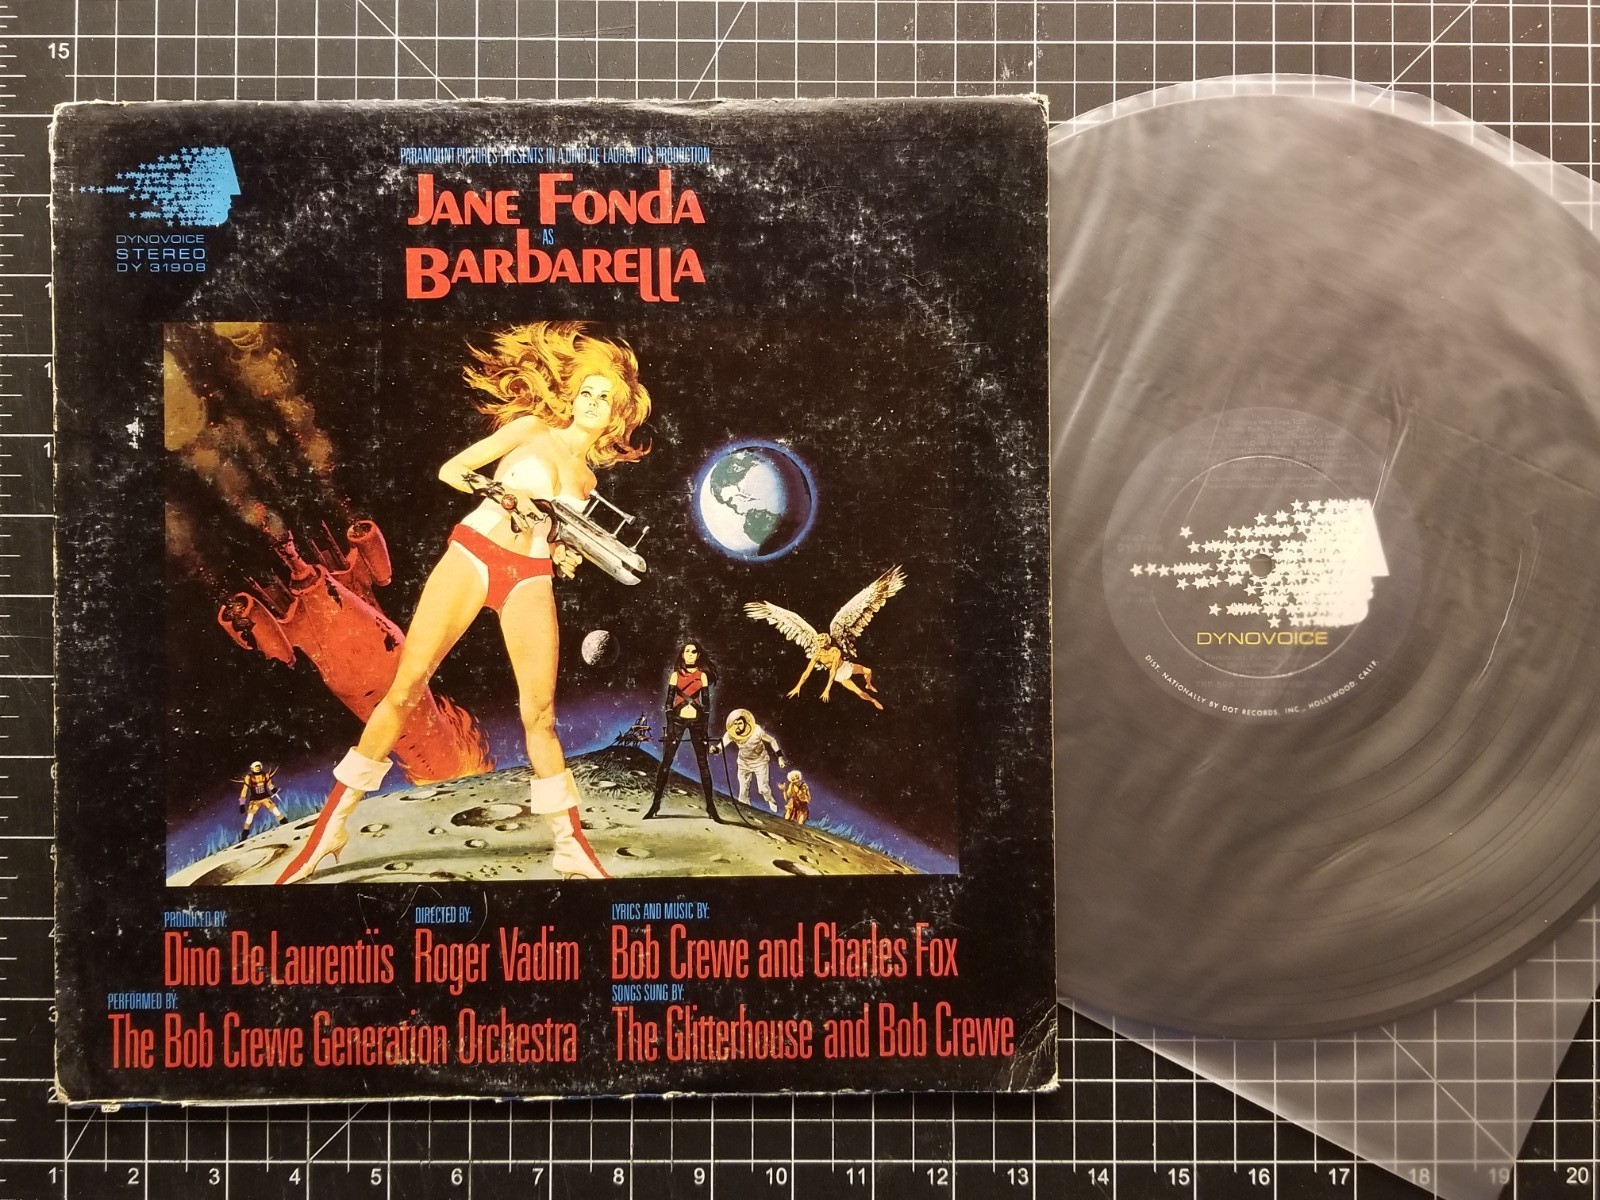 PARAMOUNT PICTURES PRESENTS IN A DINO DE LAURENTIIS PRODUCTION
JANE FONDA
AS
BARBARELLA
DYNOVOICE
STEREO
DY 31908
PRODUCED BY:
Dino De Laurentiis
DIRECTED BY:
Roger Vadim
LYRICS AND MUSIC BY:
Bob Crewe and Charles Fox
PERFORMED BY:
The Bob Crewe Generation Orchestra
SONGS SUNG BY:
The Glitterhouse and Bob Crewe
DYNOVOICE
DIST. NATIONALLY BY DOT RECORDS, INC., HOLLYWOOD, CALIF.
15
6
5
3
2
1 2 3 4 5 6 7 8 9 10 11 12 13 14 15 16 17 18 19 20